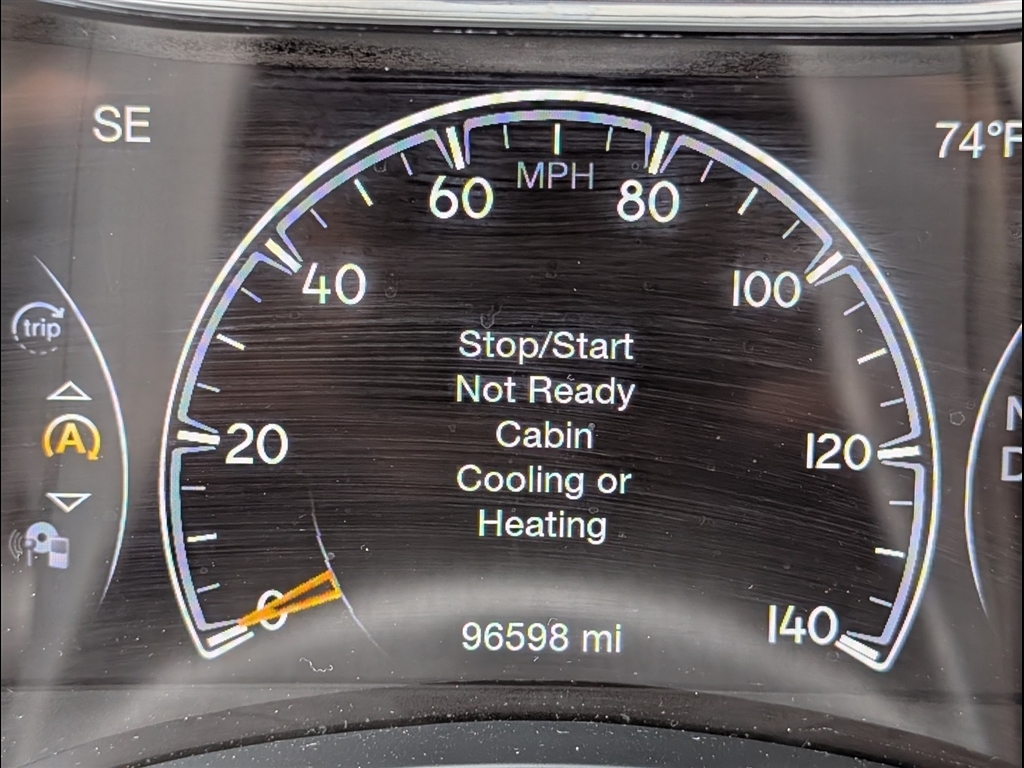 SE
74°F
MPH
60
80
40
100
Stop/Start
Not Ready
trip
Cabin
A
20
120
Cooling or
Heating
0
96598 mi
140